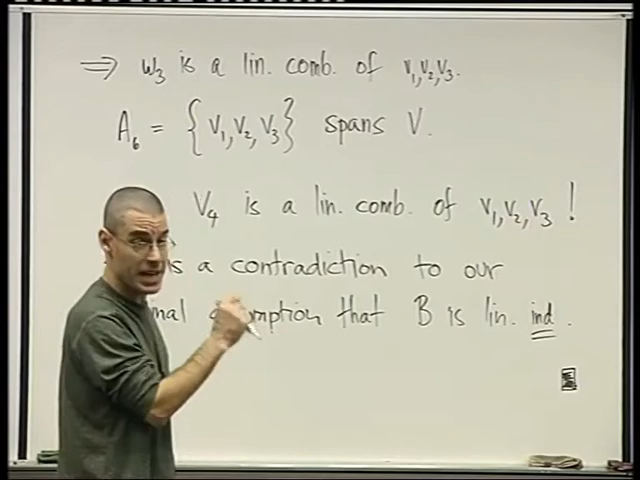 ⇒ w₃ is a lin. comb. of v₁,v₂,v₃.
A₆ = {v₁,v₂,v₃} spans V.
v₄ is a lin. comb. of v₁,v₂,v₃ !
is a contradiction to our
that B is lin. ind.